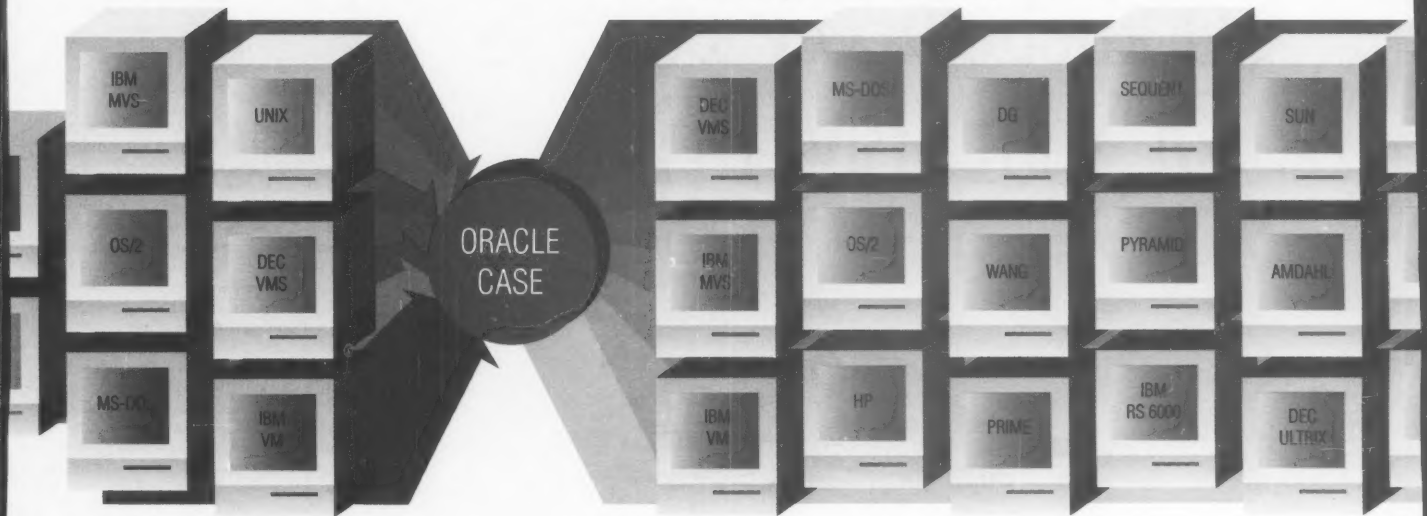 IBM
MVS
UNIX
OS/2
DEC
VMS
MS-DOS
IBM
VM
ORACLE
CASE
DEC
VMS
MS-DOS
DG
SEQUENT
SUN
IBM
MVS
OS/2
WANG
PYRAMID
AMDAHL
IBM
VM
HP
PRIME
IBM
RS 6000
DEC
ULTRIX